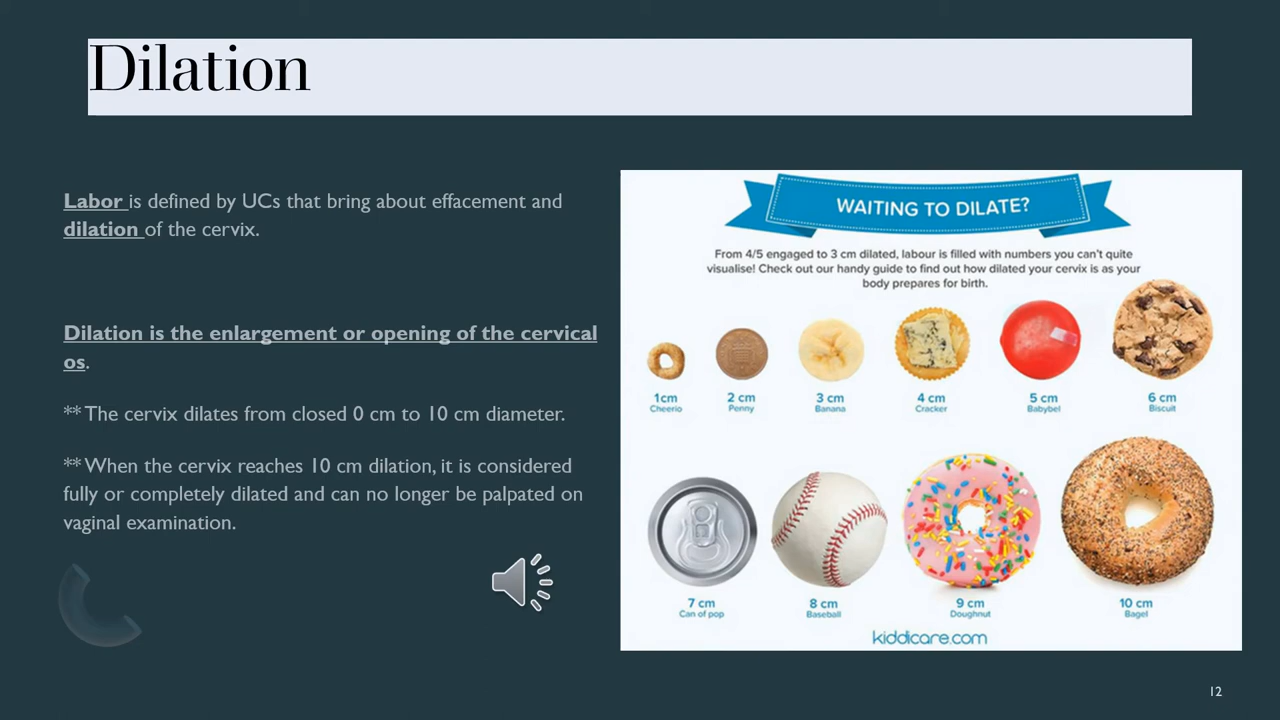 Dilation
Labor is defined by UCs that bring about effacement and
dilation of the cervix.
Dilation is the enlargement or opening of the cervical
os.
** The cervix dilates from closed 0 cm to 10 cm diameter.
** When the cervix reaches 10 cm dilation, it is considered
fully or completely dilated and can no longer be palpated on
vaginal examination.
WAITING TO DILATE?
From 4/5 engaged to 3 cm dilated, labour is filled with numbers you can't quite
visualise! Check out our handy guide to find out how dilated your cervix is as your
body prepares for birth.
1cm 2 cm 3 cm 4 cm 5 cm 6 cm
Cheerio Penny Banana Cracker Babybel Biscuit
7 cm 8 cm 9 cm 10 cm
Can of pop Baseball Doughnut Bagel
kiddicare.com
12